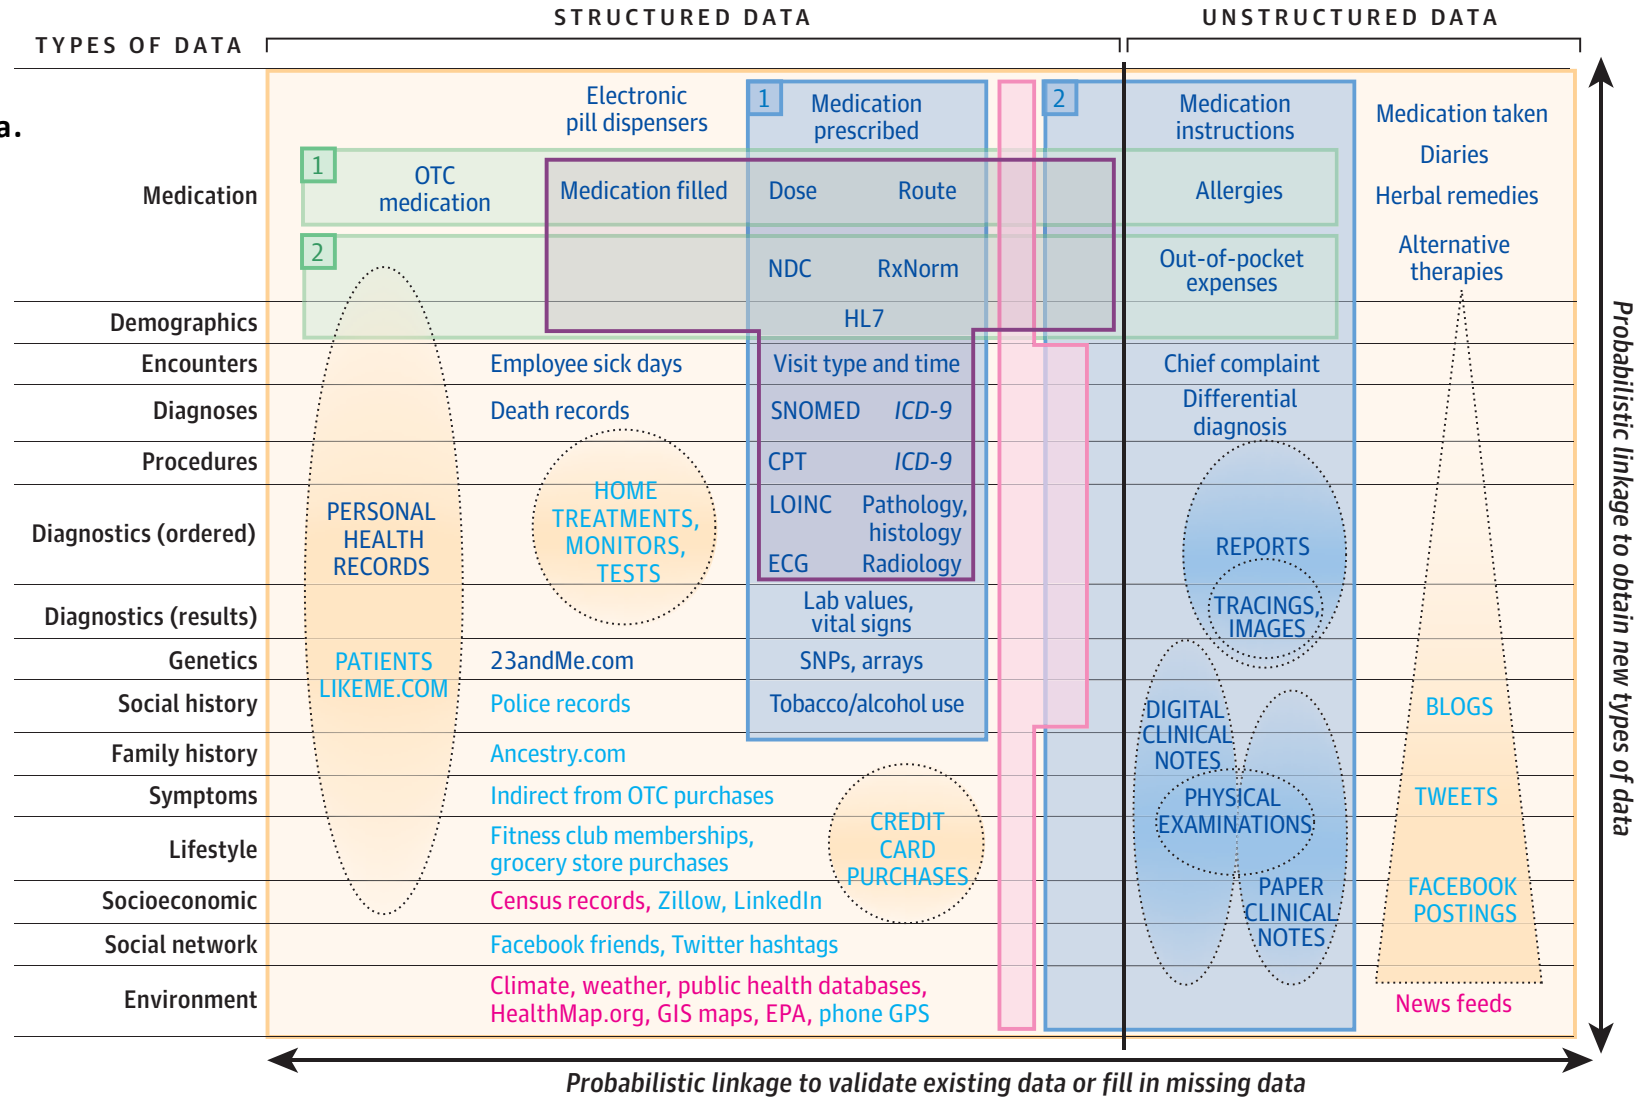 STRUCTURED DATA
UNSTRUCTURED DATA
TYPES OF DATA
a.
Electronic
pill dispensers
1
Medication
prescribed
2
Medication
instructions
Medication taken
Diaries
1
OTC
medication
Medication
Medication filled
Dose
Route
Allergies
Herbal remedies
2
NDC
RxNorm
Out-of-pocket
expenses
Alternative
therapies
Demographics
HL7
Encounters
Employee sick days
Visit type and time
Chief complaint
Diagnoses
Death records
SNOMED
ICD-9
Differential
diagnosis
Procedures
CPT
ICD-9
Diagnostics (ordered)
PERSONAL
HEALTH
RECORDS
HOME
TREATMENTS,
MONITORS,
TESTS
LOINC
Pathology,
histology
ECG
Radiology
REPORTS
Diagnostics (results)
Lab values,
vital signs
TRACINGS,
IMAGES
Genetics
PATIENTS
LIKEME.COM
23andMe.com
SNPs, arrays
Social history
Police records
Tobacco/alcohol use
DIGITAL
CLINICAL
NOTES
BLOGS
Family history
Ancestry.com
Symptoms
Indirect from OTC purchases
PHYSICAL
EXAMINATIONS
TWEETS
Lifestyle
Fitness club memberships,
grocery store purchases
CREDIT
CARD
PURCHASES
Socioeconomic
Census records, Zillow, LinkedIn
PAPER
CLINICAL
NOTES
FACEBOOK
POSTINGS
Social network
Facebook friends, Twitter hashtags
Environment
Climate, weather, public health databases,
HealthMap.org, GIS maps, EPA, phone GPS
News feeds
Probabilistic linkage to obtain new types of data
Probabilistic linkage to validate existing data or fill in missing data